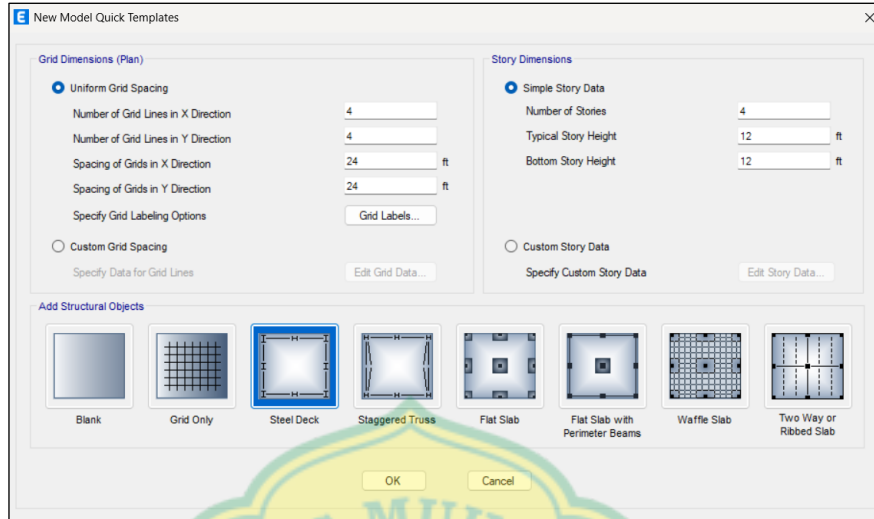 E New Model Quick Templates
Grid Dimensions (Plan)
Uniform Grid Spacing
Number of Grid Lines in X Direction 4
Number of Grid Lines in Y Direction 4
Spacing of Grids in X Direction 24 ft
Spacing of Grids in Y Direction 24 ft
Specify Grid Labeling Options Grid Labels...
Custom Grid Spacing
Specify Data for Grid Lines Edit Grid Data...
Story Dimensions
Simple Story Data
Number of Stories 4
Typical Story Height 12 ft
Bottom Story Height 12 ft
Custom Story Data
Specify Custom Story Data Edit Story Data...
Add Structural Objects
Blank
Grid Only
Steel Deck
Staggered Truss
Flat Slab
Flat Slab with
Perimeter Beams
Waffle Slab
Two Way or
Ribbed Slab
OK Cancel